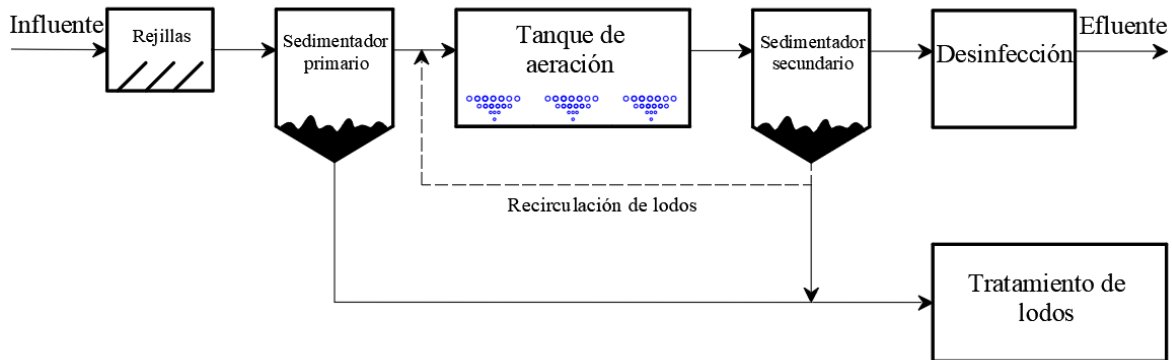 Influente
Rejillas
Sedimentador
primario
Tanque de
aeración
Sedimentador
secundario
Desinfección
Efluente
Recirculación de lodos
Tratamiento de
lodos